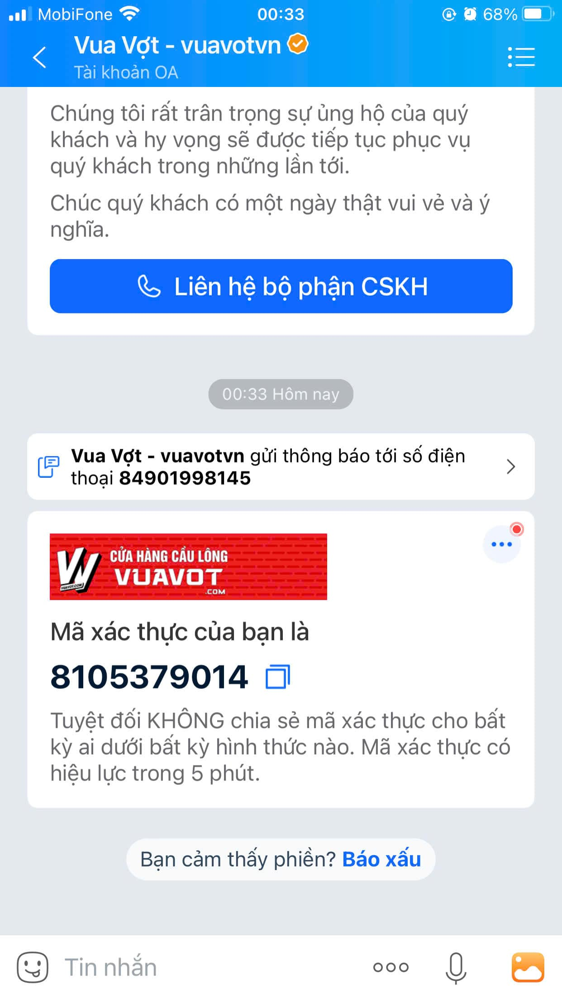 MobiFone 00:33 68%
Vua Vợt - vuavotvn
Tài khoản OA
Chúng tôi rất trân trọng sự ủng hộ của quý
khách và hy vọng sẽ được tiếp tục phục vụ
quý khách trong những lần tới.
Chúc quý khách có một ngày thật vui vẻ và ý
nghĩa.
Liên hệ bộ phận CSKH
00:33 Hôm nay
Vua Vợt - vuavotvn gửi thông báo tới số điện
thoại 84901998145
CỬA HÀNG CẦU LÔNG
VUAVOT
.COM
VUAVOT.COM
Mã xác thực của bạn là
8105379014
Tuyệt đối KHÔNG chia sẻ mã xác thực cho bất
kỳ ai dưới bất kỳ hình thức nào. Mã xác thực có
hiệu lực trong 5 phút.
Bạn cảm thấy phiền? Báo xấu
Tin nhắn